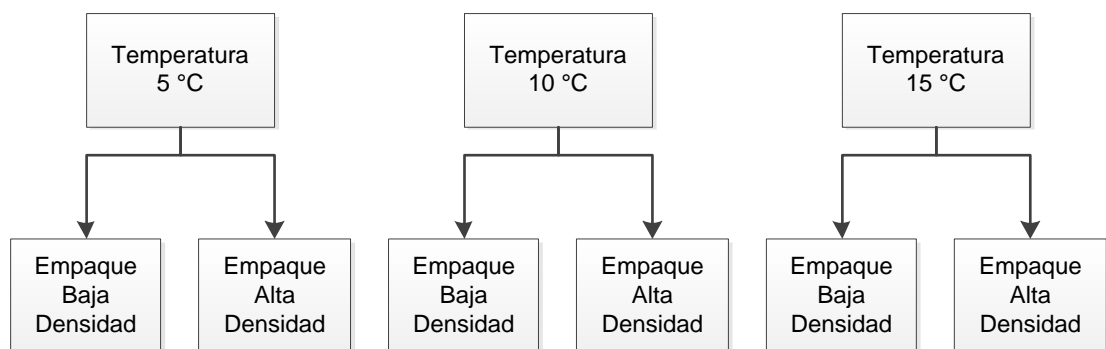 Temperatura
5 °C
Temperatura
10 °C
Temperatura
15 °C
Empaque
Baja
Densidad
Empaque
Alta
Densidad
Empaque
Baja
Densidad
Empaque
Alta
Densidad
Empaque
Baja
Densidad
Empaque
Alta
Densidad